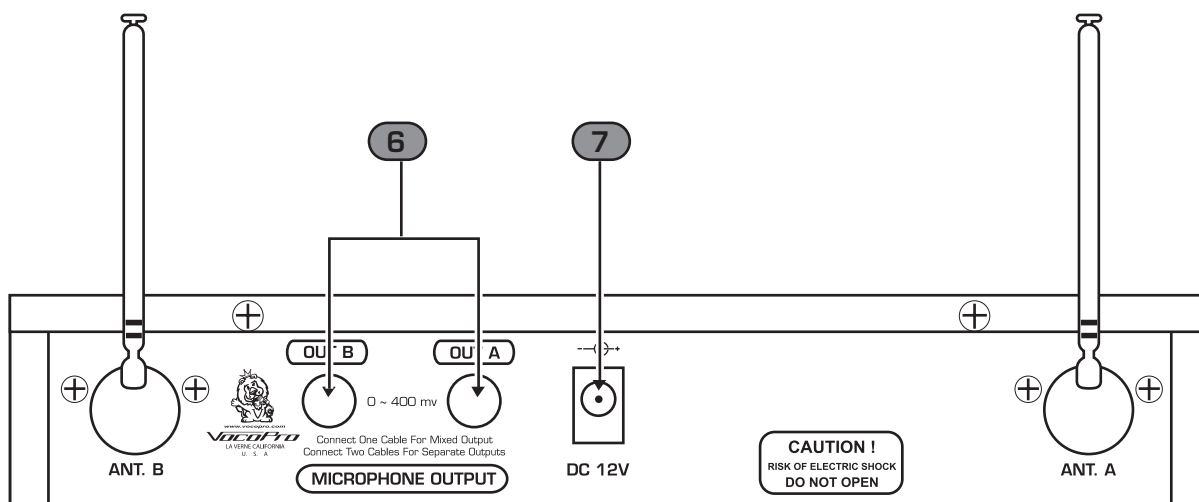 6
7
OUT B
OUT A
- +
0 ~ 400 mv
www.vocopro.com
VocoPro
LA VERNE CALIFORNIA
U. S. A
Connect One Cable For Mixed Output
Connect Two Cables For Separate Outputs
MICROPHONE OUTPUT
ANT. B
DC 12V
CAUTION !
RISK OF ELECTRIC SHOCK
DO NOT OPEN
ANT. A